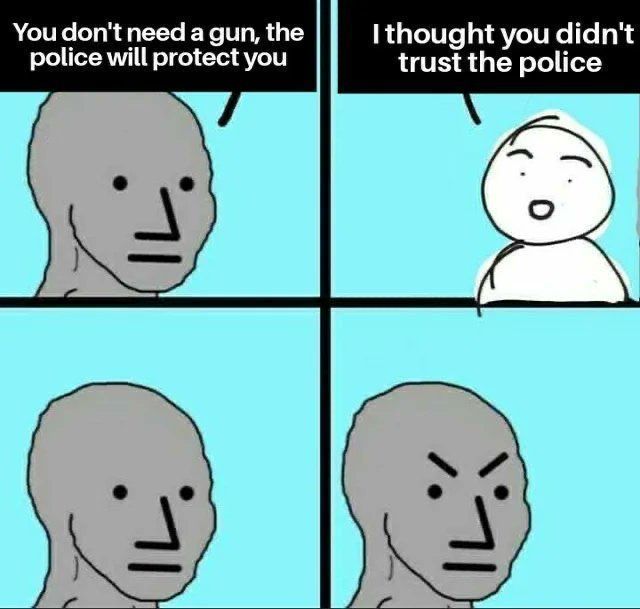 You don't need a gun, the
police will protect you
I thought you didn't
trust the police